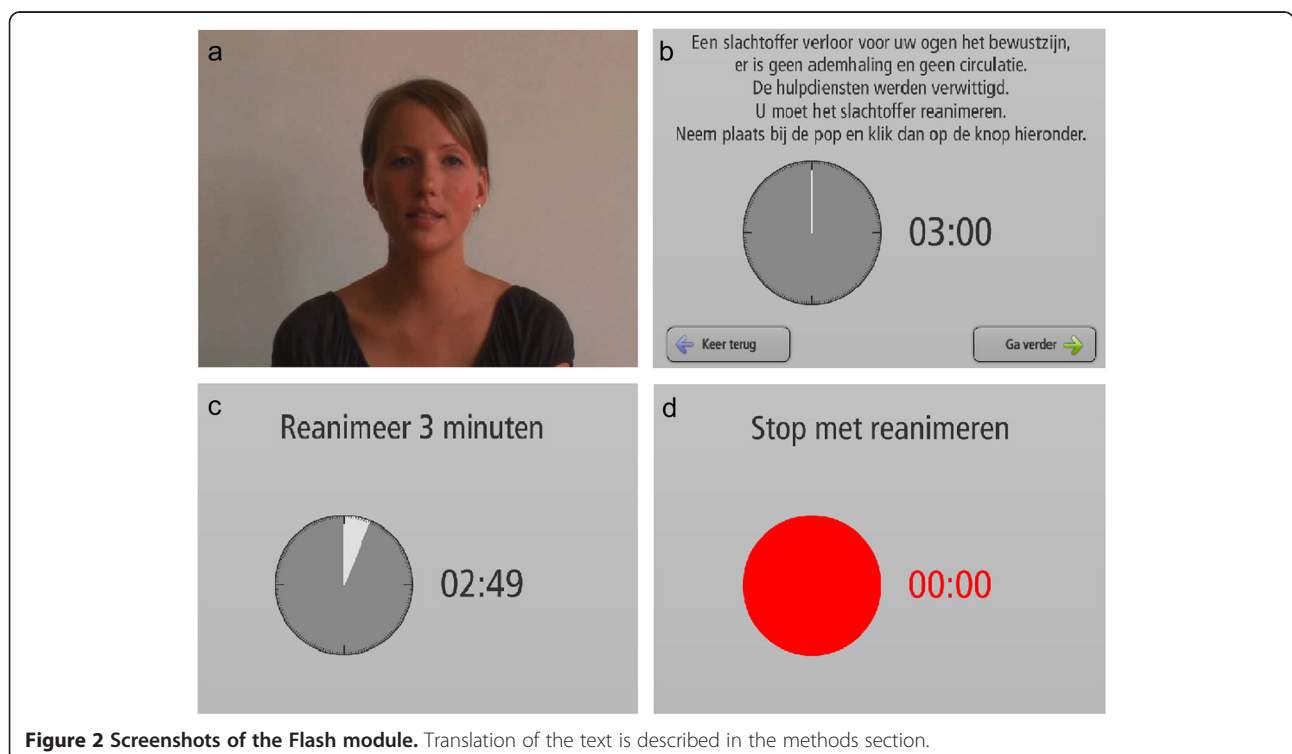 a
b
Een slachtoffer verloor voor uw ogen het bewustzijn,
er is geen ademhaling en geen circulatie.
De hulpdiensten werden verwittigd.
U moet het slachtoffer reanimeren.
Neem plaats bij de pop en klik dan op de knop hieronder.
03:00
Keer terug
Ga verder
c
Reanimeer 3 minuten
02:49
d
Stop met reanimeren
00:00
Figure 2 Screenshots of the Flash module. Translation of the text is described in the methods section.